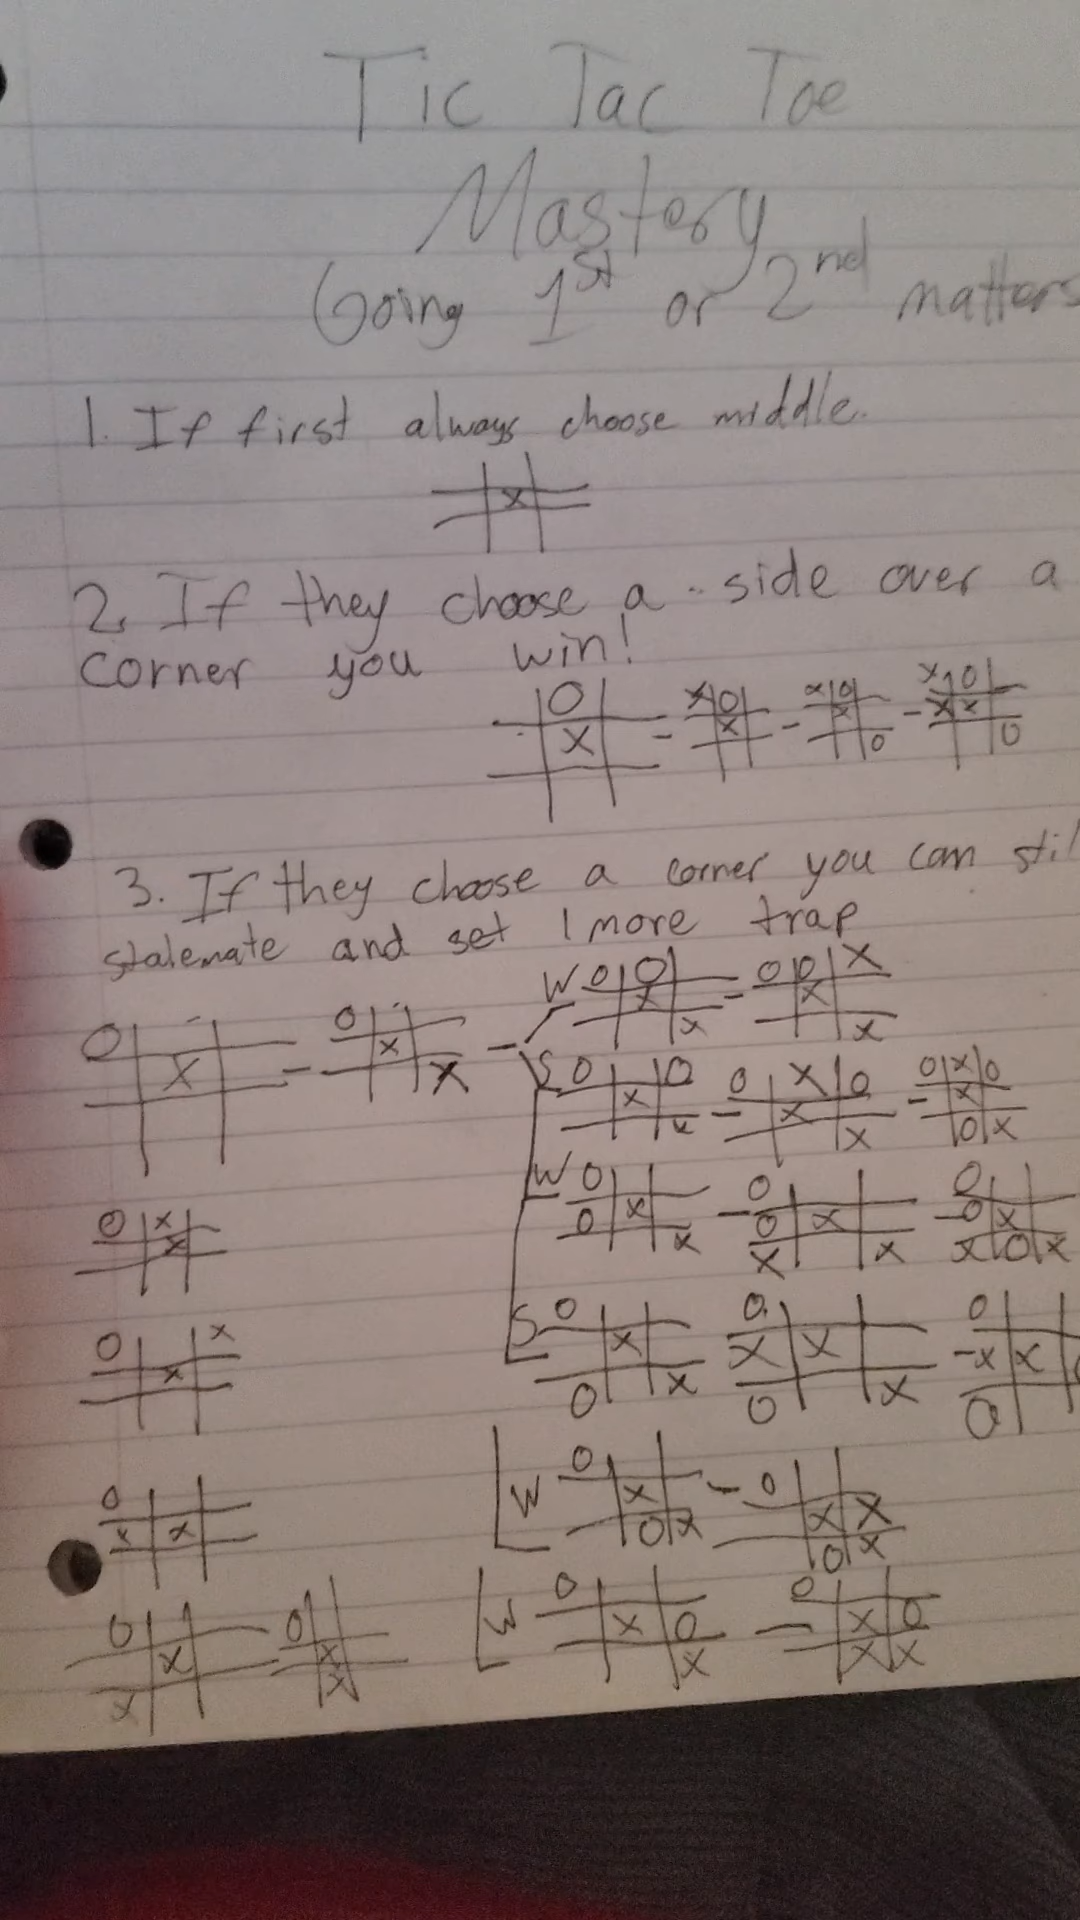 Tic Tac Toe
Mastery
Going 1st or 2nd matters
1. If first always choose middle.
X
2. If they choose a side over a
corner you win!
O X - X O X - X O X O - X O X X O
3. If they choose a corner you can still
stalemate and set 1 more trap
O X - O X X - W O O X X - O O X X X
S O O X X - O X O X X - O X O X O X
O X X
W O O X X - O O X X X - O O X X O X
O X X
S O X O X O X X O X O - X X O
O X X
W O X O X - O X X O X
O X X - O X X
W O X O X - O X O X X